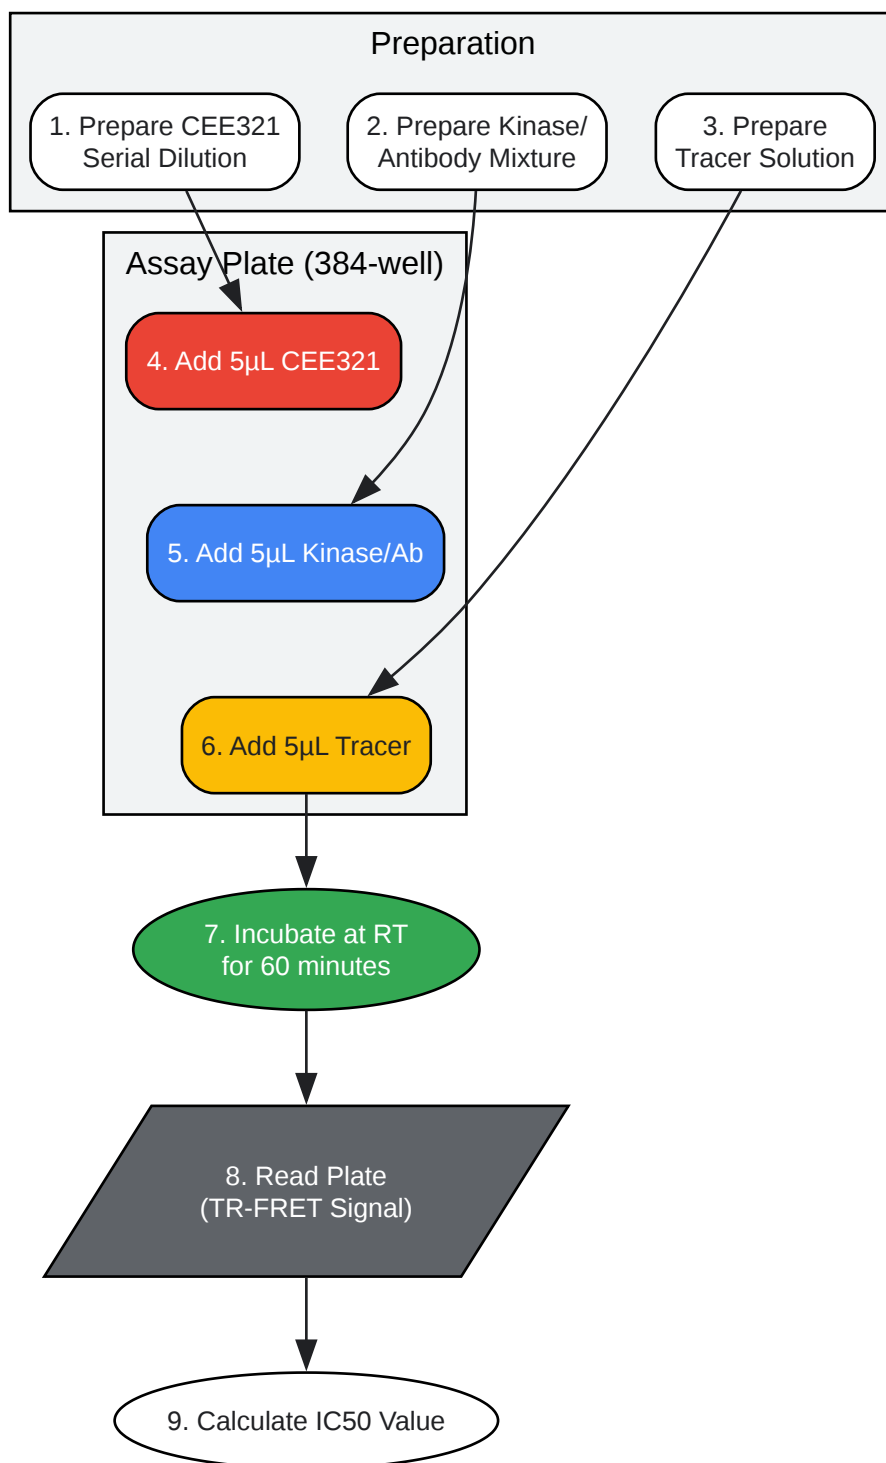 Preparation
1. Prepare CEE321
Serial Dilution
2. Prepare Kinase/
Antibody Mixture
3. Prepare
Tracer Solution
Assay Plate (384-well)
4. Add 5µL CEE321
5. Add 5µL Kinase/Ab
6. Add 5µL Tracer
7. Incubate at RT
for 60 minutes
8. Read Plate
(TR-FRET Signal)
9. Calculate IC50 Value